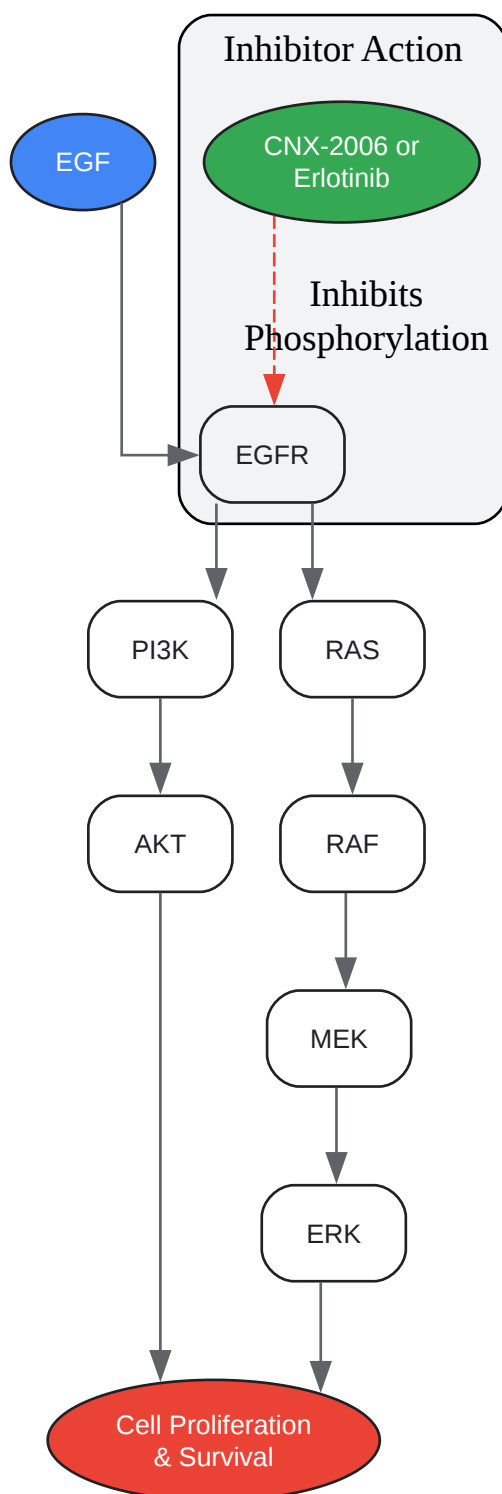 Inhibitor Action
EGF
CNX-2006 or
Erlotinib
Inhibits
Phosphorylation
EGFR
PI3K
RAS
AKT
RAF
MEK
ERK
Cell Proliferation
& Survival